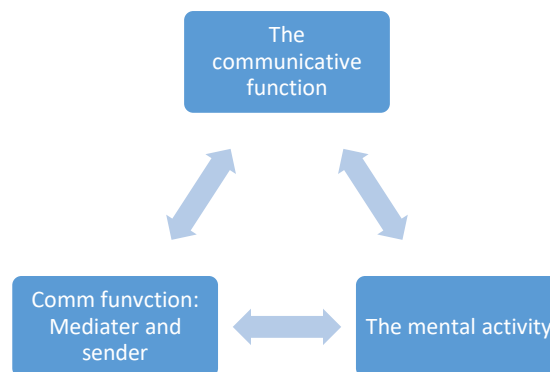 The
communicative
function
Comm funvction:
Mediater and
sender
The mental activity